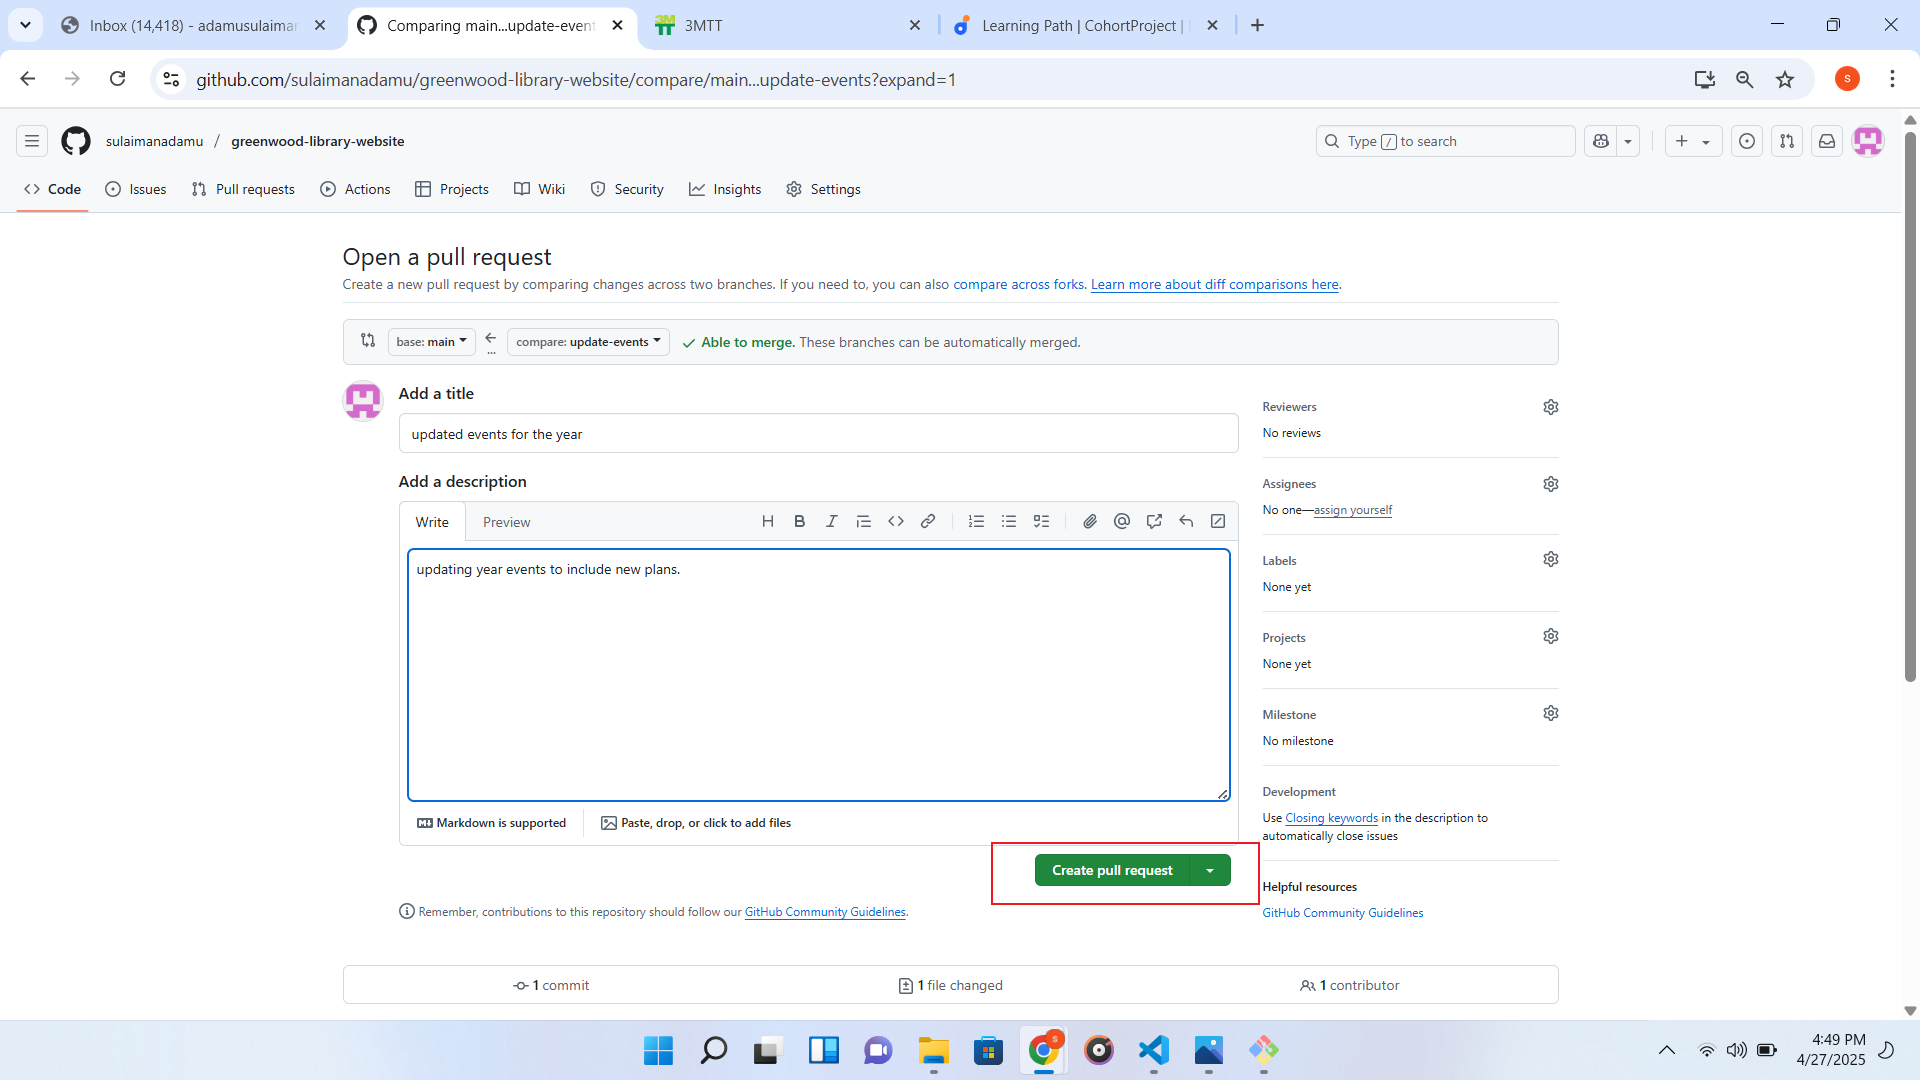 Inbox (14,418) - adamusulaimar
Comparing main...update-event
3MTT
Learning Path | CohortProject |
github.com/sulaimanadamu/greenwood-library-website/compare/main...update-events?expand=1
S
sulaimanadamu / greenwood-library-website
Type / to search
Code
Issues
Pull requests
Actions
Projects
Wiki
Security
Insights
Settings
Open a pull request
Create a new pull request by comparing changes across two branches. If you need to, you can also compare across forks. Learn more about diff comparisons here.
base: main
compare: update-events
Able to merge. These branches can be automatically merged.
Add a title
updated events for the year
Add a description
Write
Preview
updating year events to include new plans.
Markdown is supported
Paste, drop, or click to add files
Create pull request
Remember, contributions to this repository should follow our GitHub Community Guidelines.
Reviewers
No reviews
Assignees
No one—assign yourself
Labels
None yet
Projects
None yet
Milestone
No milestone
Development
Use Closing keywords in the description to
automatically close issues
Helpful resources
GitHub Community Guidelines
1 commit
1 file changed
1 contributor
4:49 PM
4/27/2025